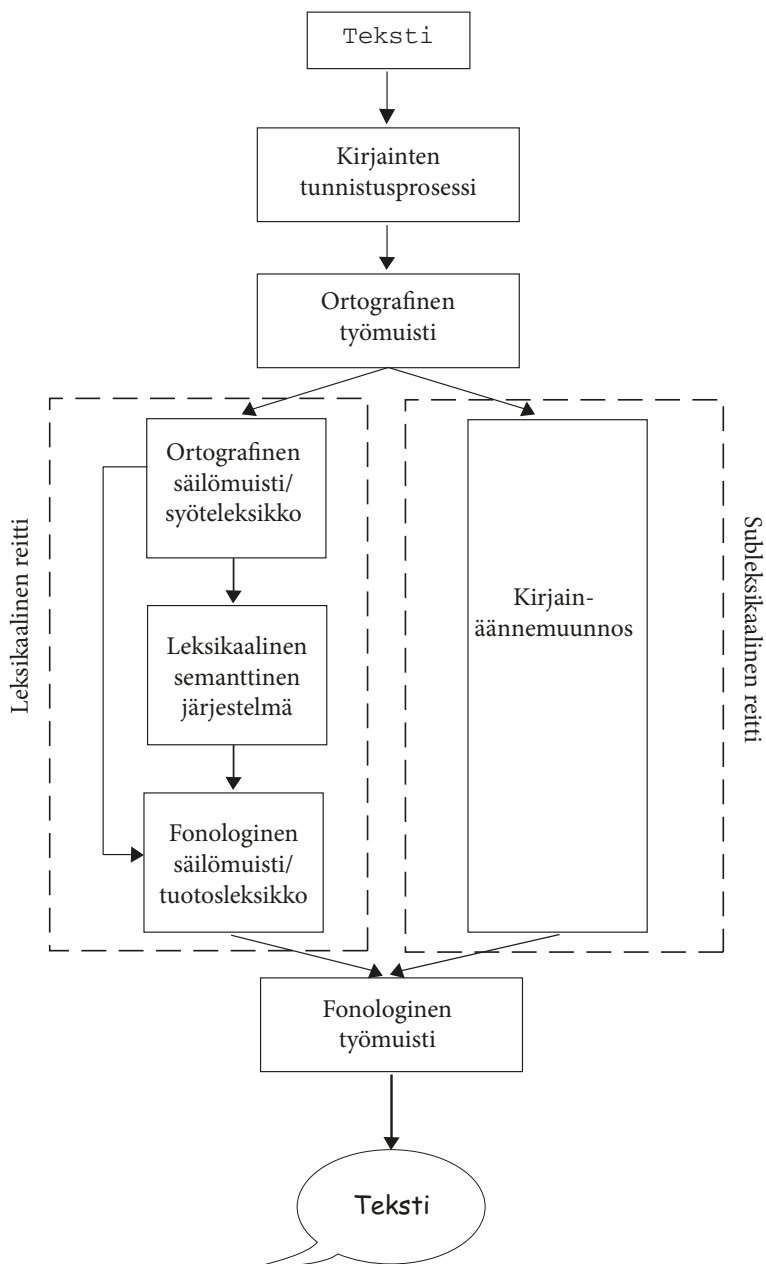 Teksti
Kirjainten
tunnistusprosessi
Ortografinen
työmuisti
Leksikaalinen reitti
Ortografinen
säilömuisti/
syöteleksikko
Leksikaalinen
semanttinen
järjestelmä
Fonologinen
säilömuisti/
tuotosleksikko
Kirjain-
äännemuunnos
Subleksikaalinen reitti
Fonologinen
työmuisti
Teksti